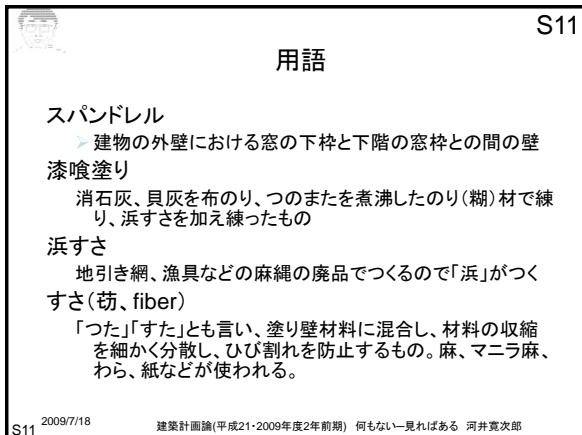 S11
用語
スパンドレル
建物の外壁における窓の下枠と下階の窓枠との間の壁
漆喰塗り
消石灰、貝灰を布のり、つのまたを煮沸したのり(糊)材で練
り、浜すさを加え練ったもの
浜すさ
地引き網、漁具などの麻縄の廃品でつくるので「浜」がつく
すさ(苆、fiber)
「つた」「すた」とも言い、塗り壁材料に混合し、材料の収縮
を細かく分散し、ひび割れを防止するもの。麻、マニラ麻、
わら、紙などが使われる。
S11 2009/7/18 建築計画論(平成21・2009年度2年前期) 何もない−見ればある 河井寛次郎